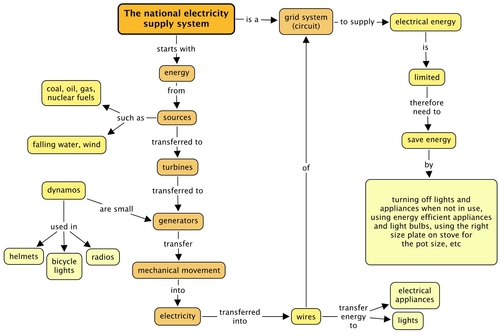 The national electricity
supply system
is a
grid system
(circuit)
to supply
electrical energy
starts with
is
energy
limited
coal, oil, gas,
nuclear fuels
from
therefore
need to
such as
sources
falling water, wind
transferred to
save energy
of
by
turbines
dynamos
transferred to
turning off lights and
appliances when not in use,
using energy efficient appliances
and light bulbs, using the right
size plate on stove for
the pot size, etc
are small
generators
used in
transfer
helmets
bicycle
lights
radios
mechanical movement
into
electrical
appliances
electricity
transferred
into
wires
transfer
energy
to
lights